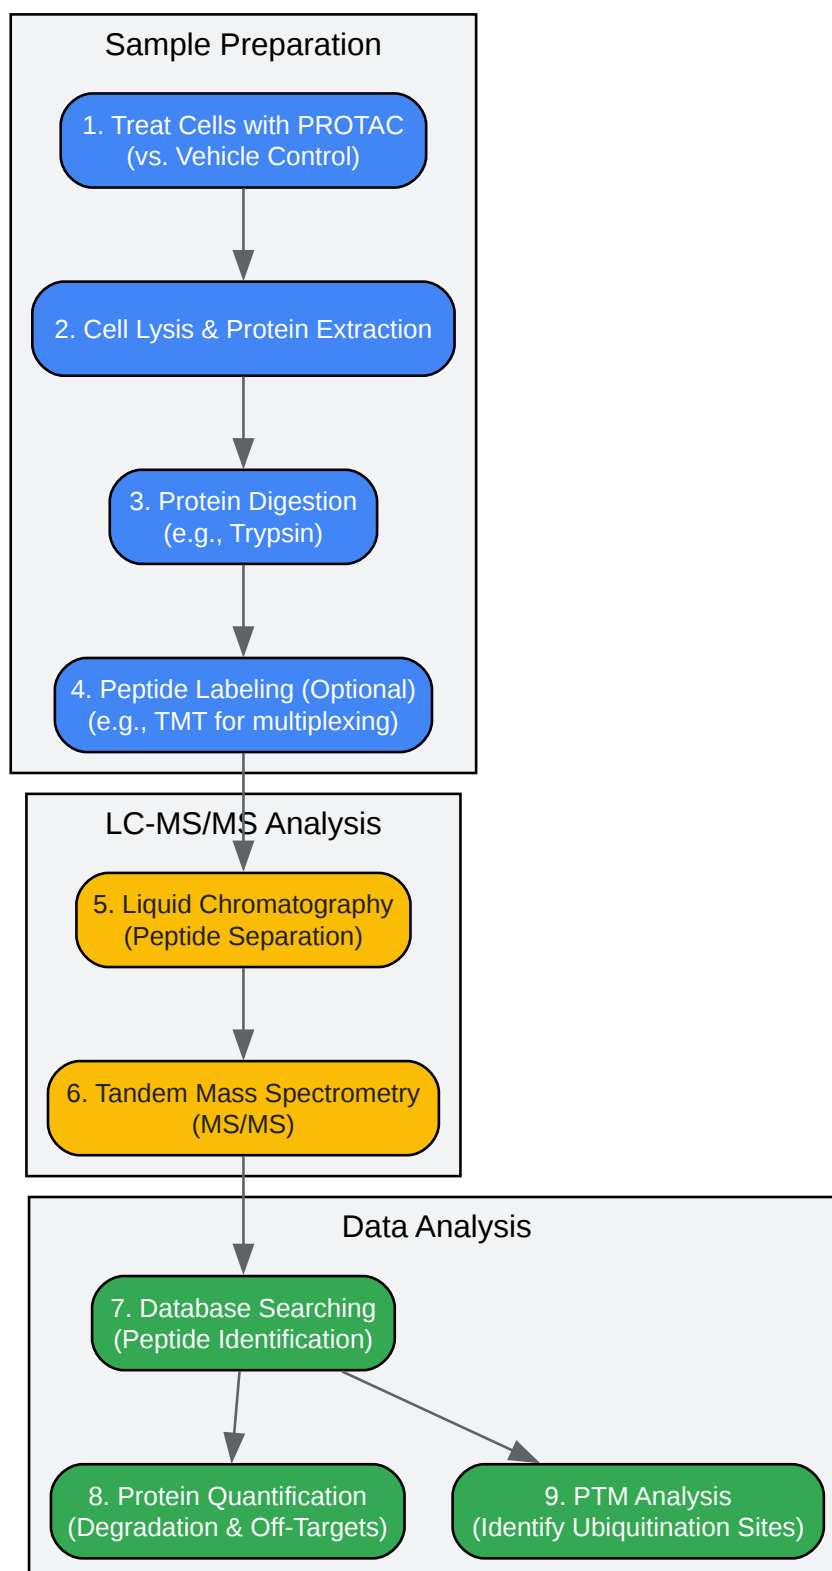 Sample Preparation
1. Treat Cells with PROTAC
(vs. Vehicle Control)
2. Cell Lysis & Protein Extraction
3. Protein Digestion
(e.g., Trypsin)
4. Peptide Labeling (Optional)
(e.g., TMT for multiplexing)
LC-MS/MS Analysis
5. Liquid Chromatography
(Peptide Separation)
6. Tandem Mass Spectrometry
(MS/MS)
Data Analysis
7. Database Searching
(Peptide Identification)
8. Protein Quantification
(Degradation & Off-Targets)
9. PTM Analysis
(Identify Ubiquitination Sites)